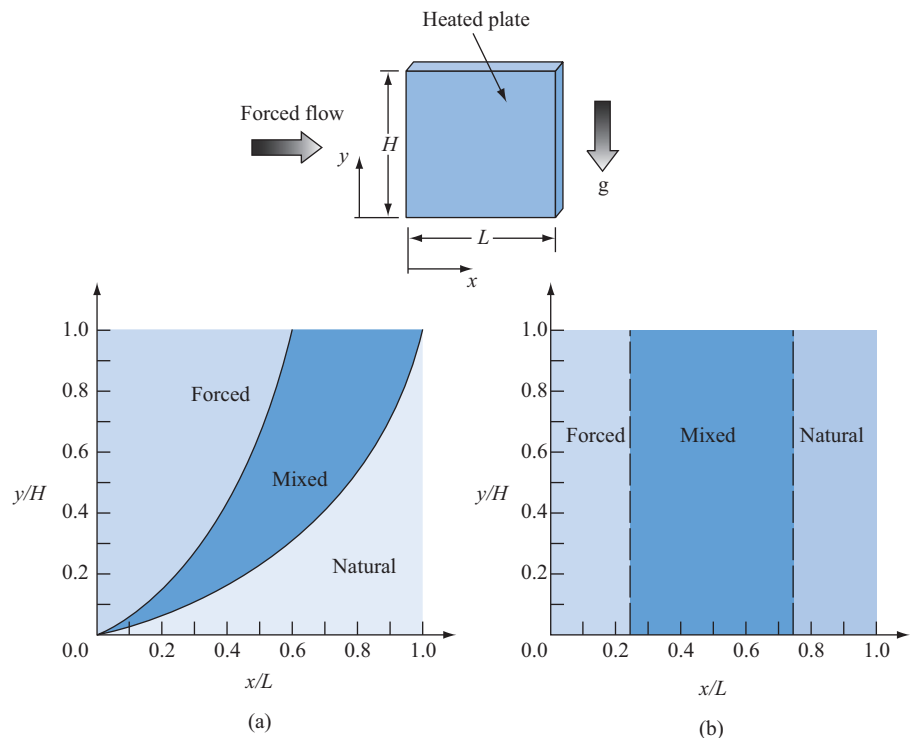 Heated plate
Forced flow
H
y
g
L
x
1.0
0.8
0.6
0.4
0.2
0.0
y/H
Forced
Mixed
Natural
0.2
0.4
0.6
0.8
1.0
x/L
(a)
1.0
0.8
0.6
0.4
0.2
0.0
y/H
Forced
Mixed
Natural
0.2
0.4
0.6
0.8
1.0
x/L
(b)